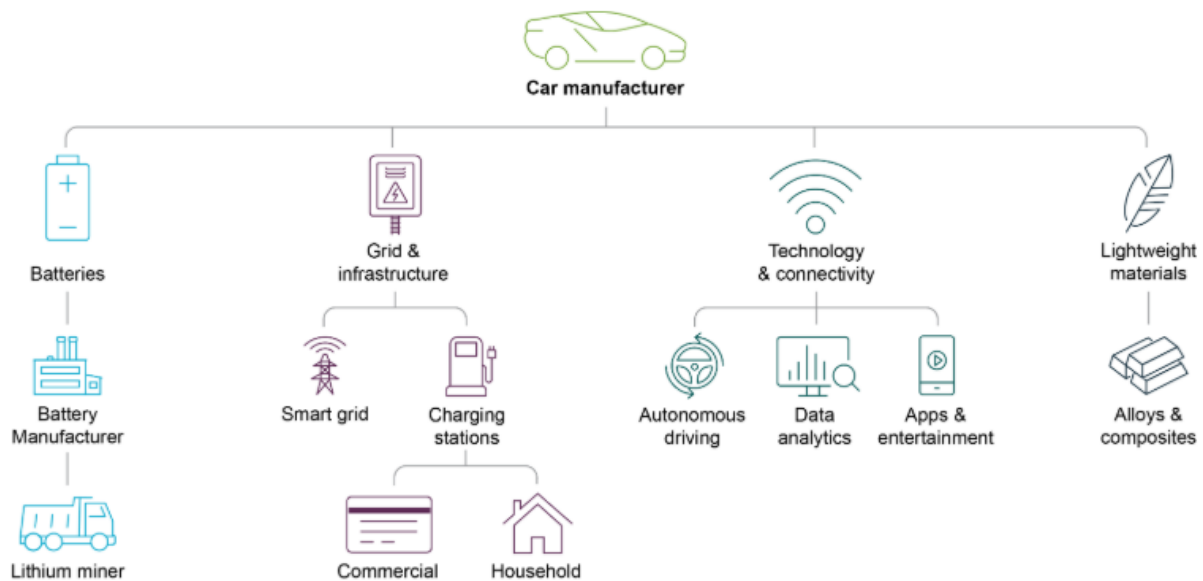 Car manufacturer
Batteries
Grid &
infrastructure
Technology
& connectivity
Lightweight
materials
Battery
Manufacturer
Smart grid
Charging
stations
Autonomous
driving
Data
analytics
Apps &
entertainment
Alloys &
composites
Lithium miner
Commercial
Household